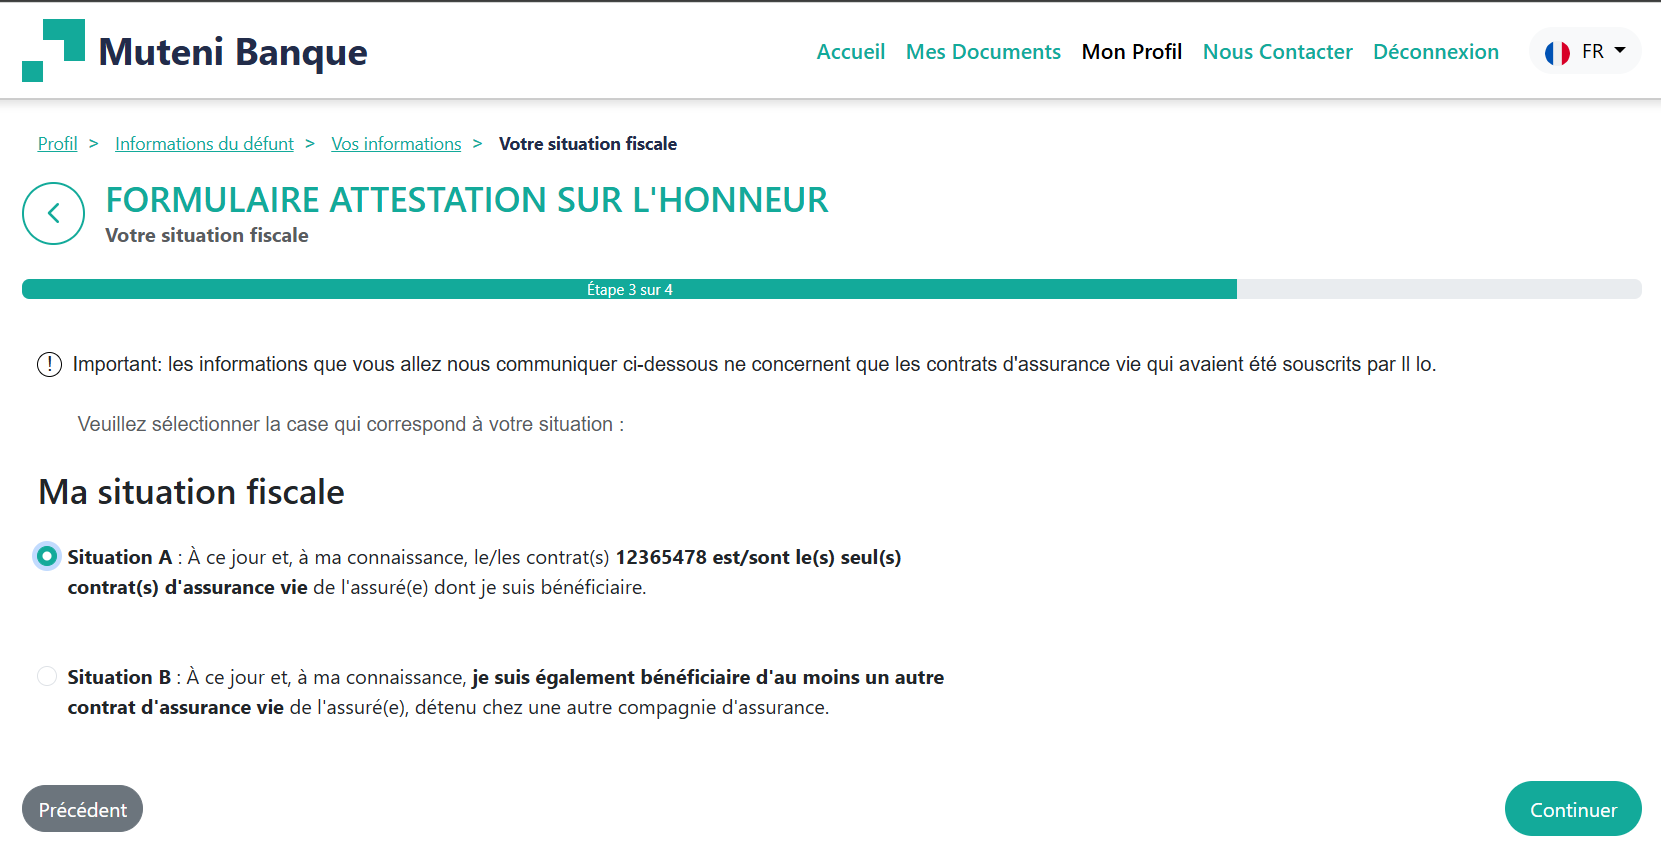 Muteni Banque
Accueil Mes Documents Mon Profil Nous Contacter Déconnexion FR
Profil > Informations du défunt > Vos informations > Votre situation fiscale
FORMULAIRE ATTESTATION SUR L'HONNEUR
Votre situation fiscale
Étape 3 sur 4
Important: les informations que vous allez nous communiquer ci-dessous ne concernent que les contrats d'assurance vie qui avaient été souscrits par ll lo.
Veuillez sélectionner la case qui correspond à votre situation :
Ma situation fiscale
Situation A : À ce jour et, à ma connaissance, le/les contrat(s) 12365478 est/sont le(s) seul(s)
contrat(s) d'assurance vie de l'assuré(e) dont je suis bénéficiaire.
Situation B : À ce jour et, à ma connaissance, je suis également bénéficiaire d'au moins un autre
contrat d'assurance vie de l'assuré(e), détenu chez une autre compagnie d'assurance.
Précédent
Continuer